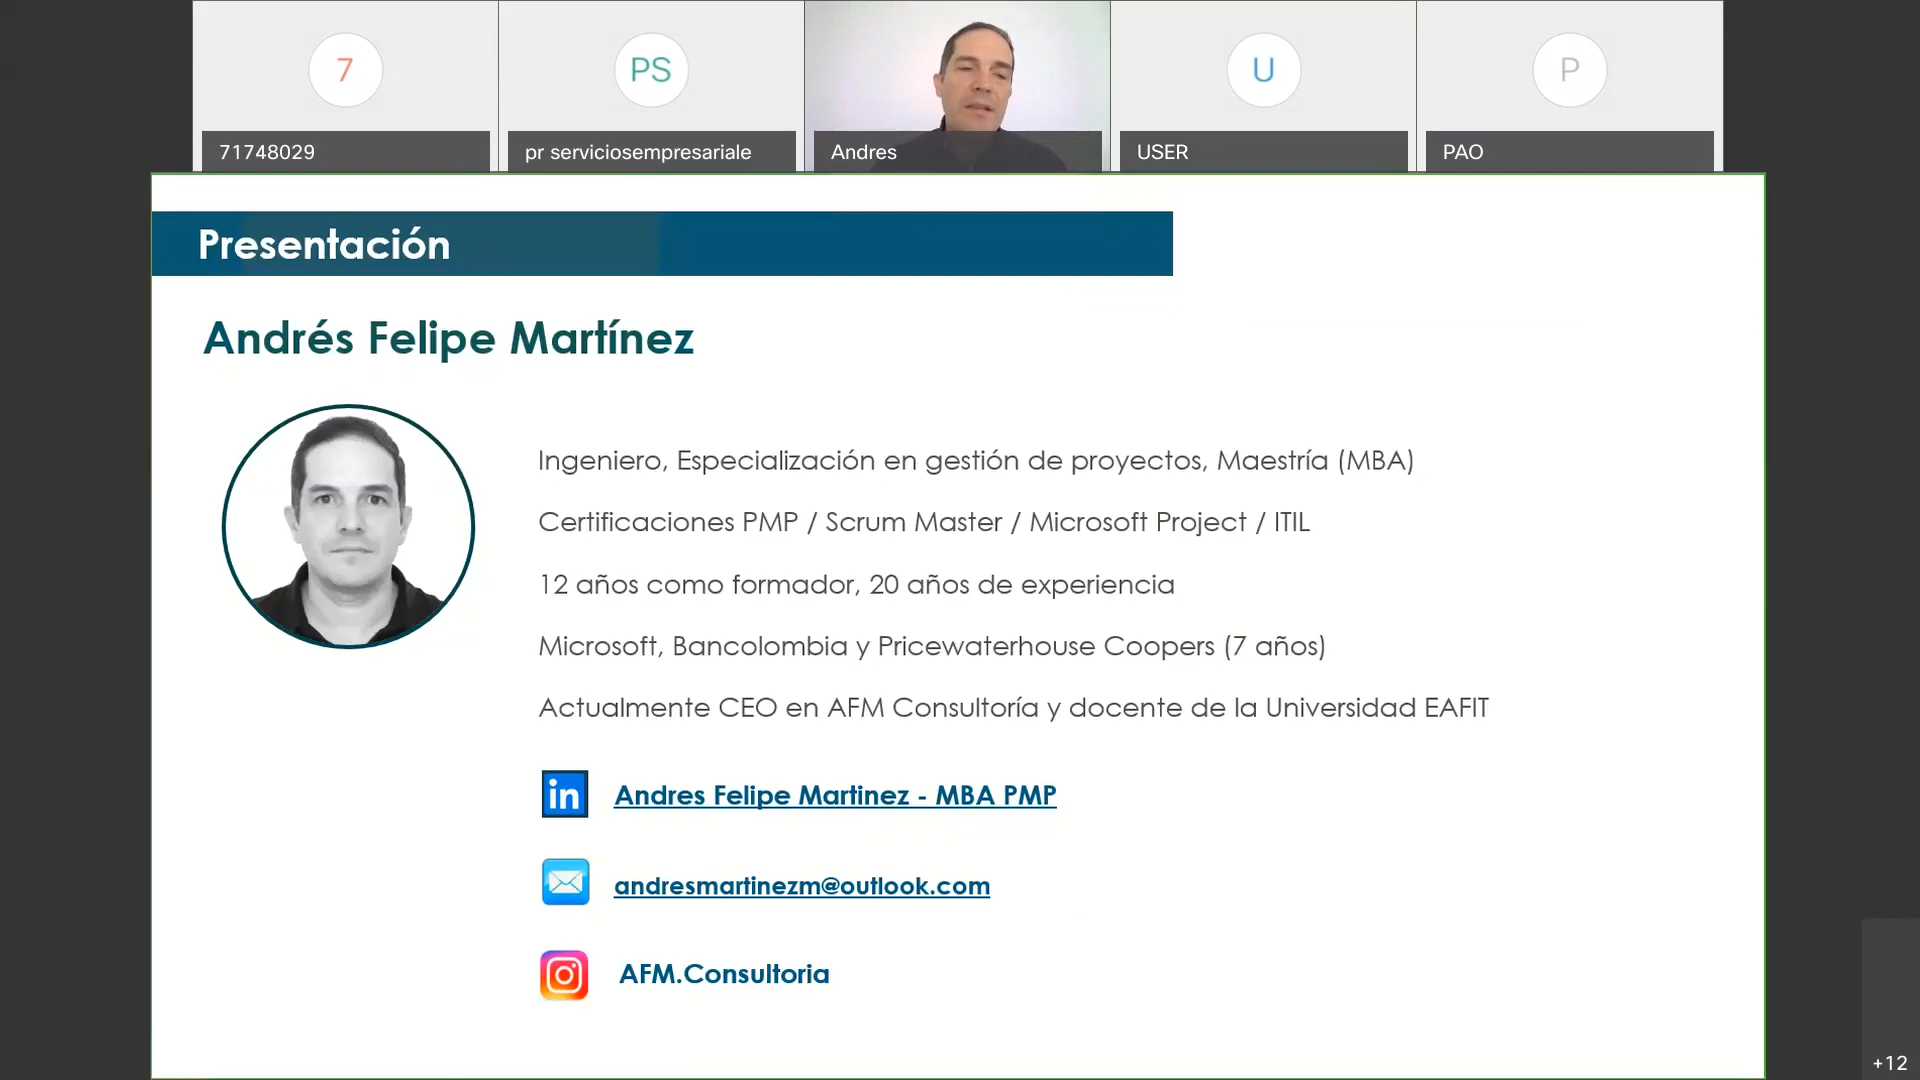 7
PS
U
P
71748029
pr serviciosempresariale
Andres
USER
PAO
Presentación
Andrés Felipe Martínez
Ingeniero, Especialización en gestión de proyectos, Maestría (MBA)
Certificaciones PMP / Scrum Master / Microsoft Project / ITIL
12 años como formador, 20 años de experiencia
Microsoft, Bancolombia y Pricewaterhouse Coopers (7 años)
Actualmente CEO en AFM Consultoría y docente de la Universidad EAFIT
in
Andres Felipe Martinez - MBA PMP
andresmartinezm@outlook.com
AFM.Consultoria
+12